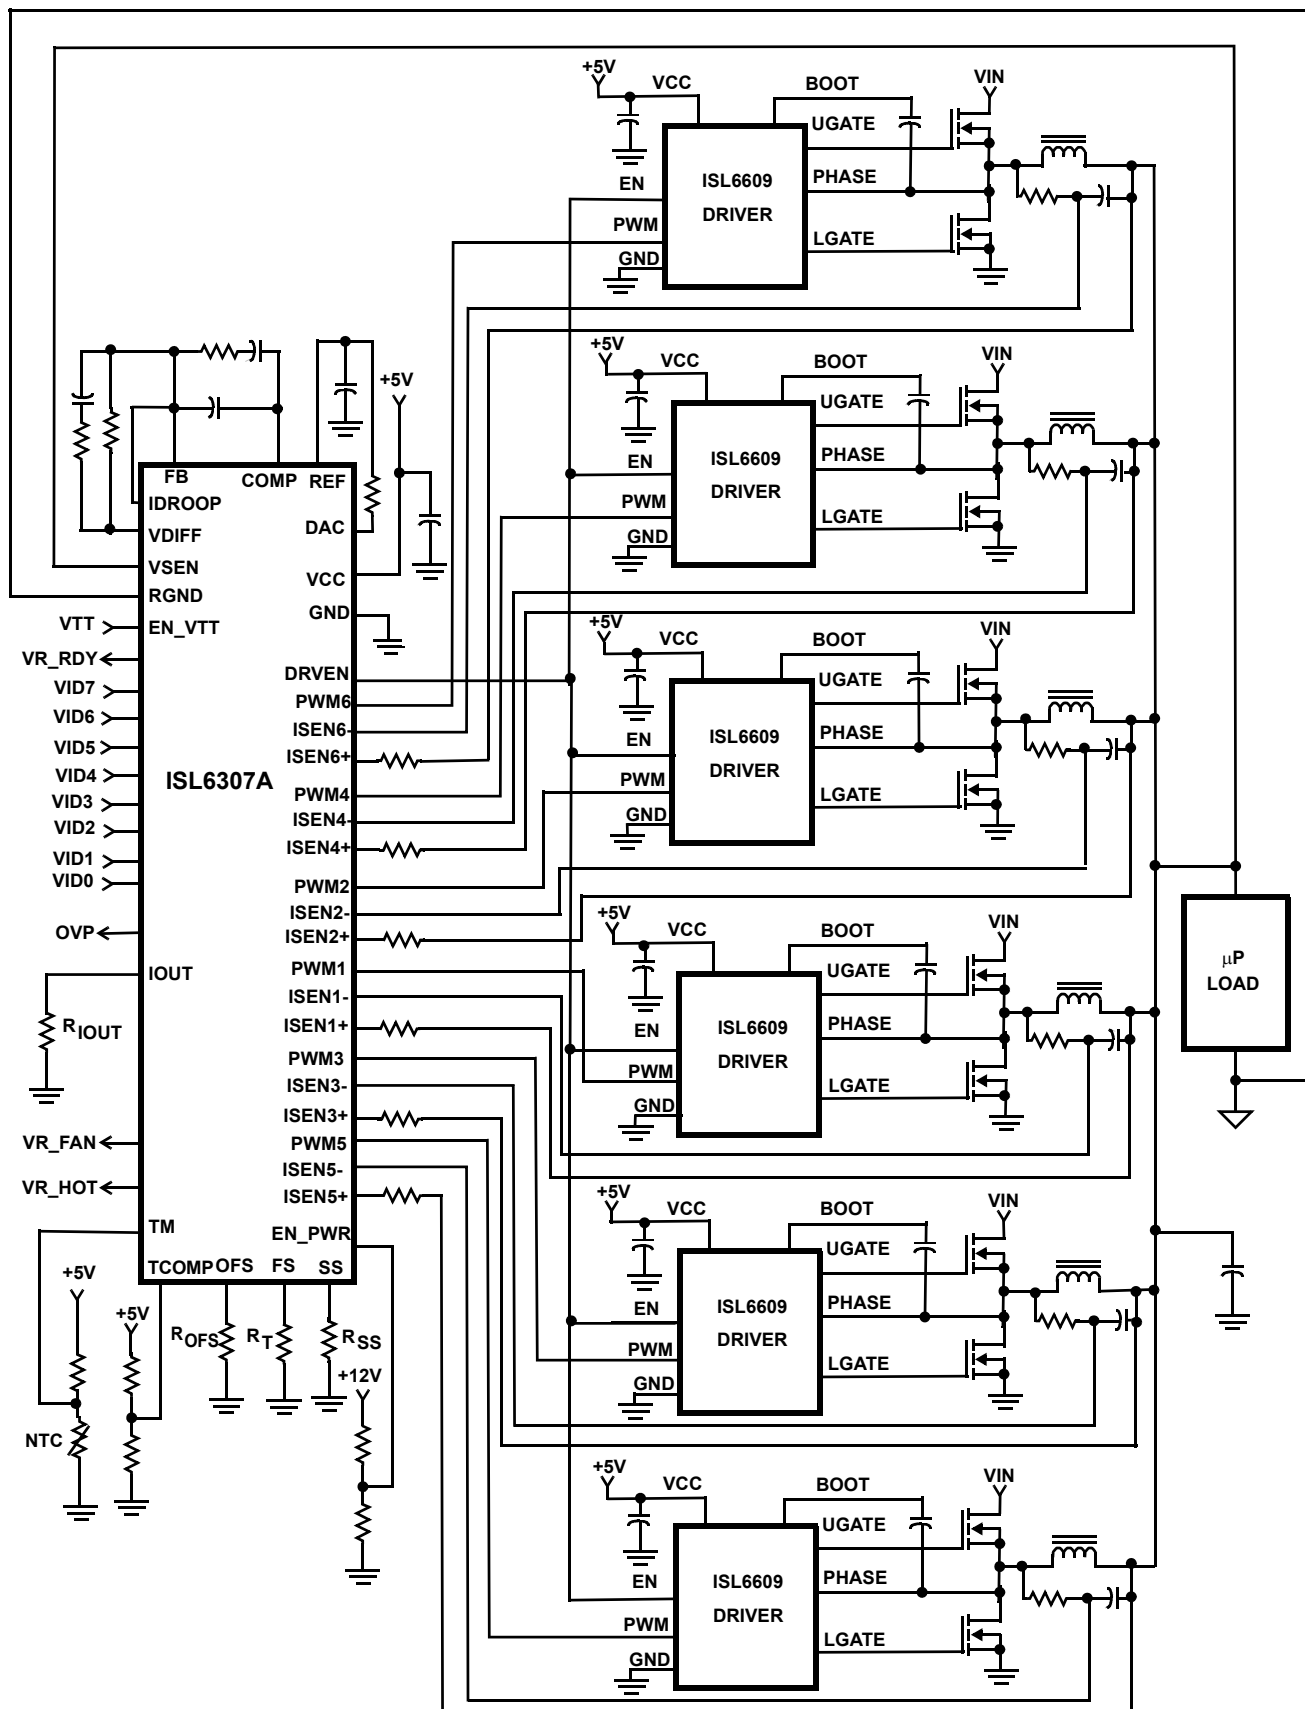 +5V
VCC
BOOT
VIN
UGATE
EN
ISL6609
DRIVER
PHASE
PWM
LGATE
GND
+5V
VCC
BOOT
VIN
UGATE
EN
ISL6609
DRIVER
PHASE
PWM
LGATE
GND
+5V
VCC
BOOT
VIN
UGATE
EN
ISL6609
DRIVER
PHASE
PWM
LGATE
GND
+5V
VCC
BOOT
VIN
UGATE
EN
ISL6609
DRIVER
PHASE
PWM
LGATE
GND
+5V
VCC
BOOT
VIN
UGATE
EN
ISL6609
DRIVER
PHASE
PWM
LGATE
GND
+5V
VCC
BOOT
VIN
UGATE
EN
ISL6609
DRIVER
PHASE
PWM
LGATE
GND
+5V
FB
COMP
REF
IDROOP
VDIFF
VSEN
RGND
EN_VTT
VTT
VR_RDY
VID7
VID6
VID5
VID4
VID3
VID2
VID1
VID0
OVP
IOUT
RIOUT
VR_FAN
VR_HOT
TM
ISL6307A
DAC
VCC
GND
DRVEN
PWM6
ISEN6-
ISEN6+
PWM4
ISEN4-
ISEN4+
PWM2
ISEN2-
ISEN2+
PWM1
ISEN1-
ISEN1+
PWM3
ISEN3-
ISEN3+
PWM5
ISEN5-
ISEN5+
EN_PWR
TCOMP
OFS
FS
SS
+5V
+5V
ROFS
RT
RSS
+12V
NTC
μP
LOAD